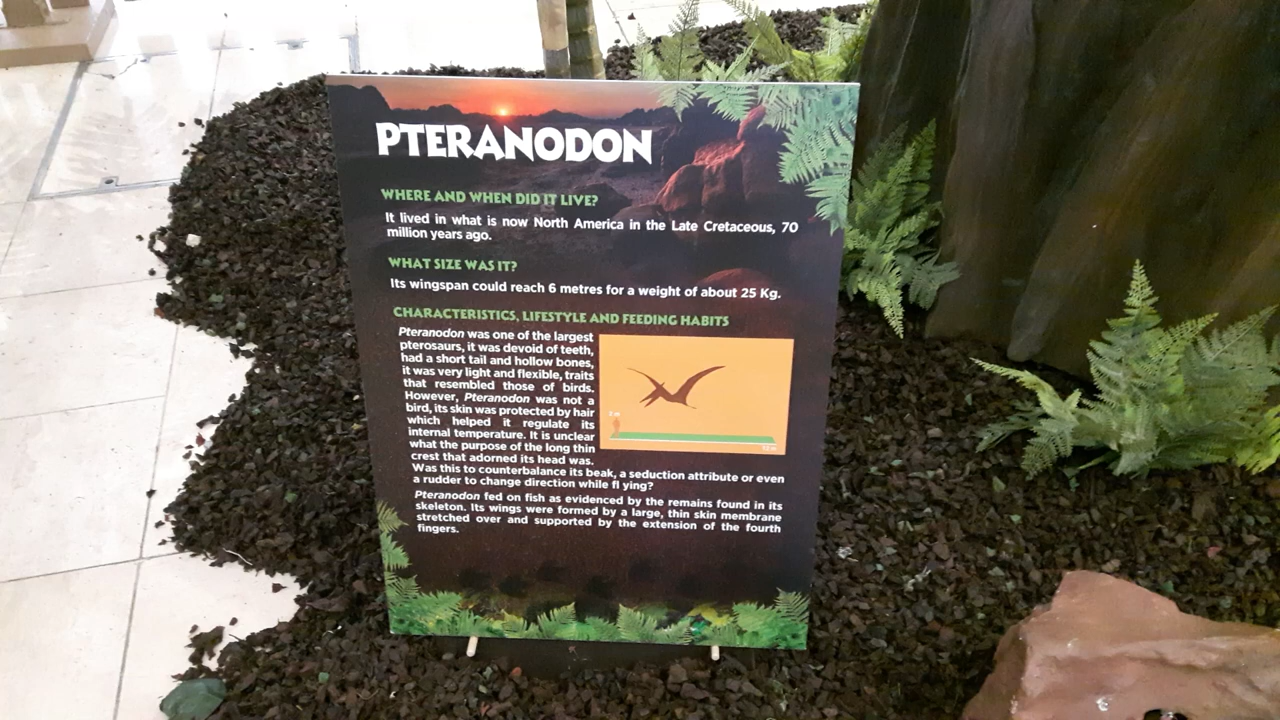 PTERANODON
WHERE AND WHEN DID IT LIVE?
It lived in what is now North America in the Late Cretaceous, 70
million years ago.
WHAT SIZE WAS IT?
Its wingspan could reach 6 metres for a weight of about 25 Kg.
CHARACTERISTICS, LIFESTYLE AND FEEDING HABITS
Pteranodon was one of the largest
pterosaurs, it was devoid of teeth,
had a short tail and hollow bones,
it was very light and flexible, traits
that resembled those of birds.
However, Pteranodon was not a
bird, its skin was protected by hair
which helped it regulate its
internal temperature. It is unclear
what the purpose of the long thin
crest that adorned its head was.
Was this to counterbalance its beak, a seduction attribute or even
a rudder to change direction while fl ying?
Pteranodon fed on fish as evidenced by the remains found in its
skeleton. Its wings were formed by a large, thin skin membrane
stretched over and supported by the extension of the fourth
fingers.